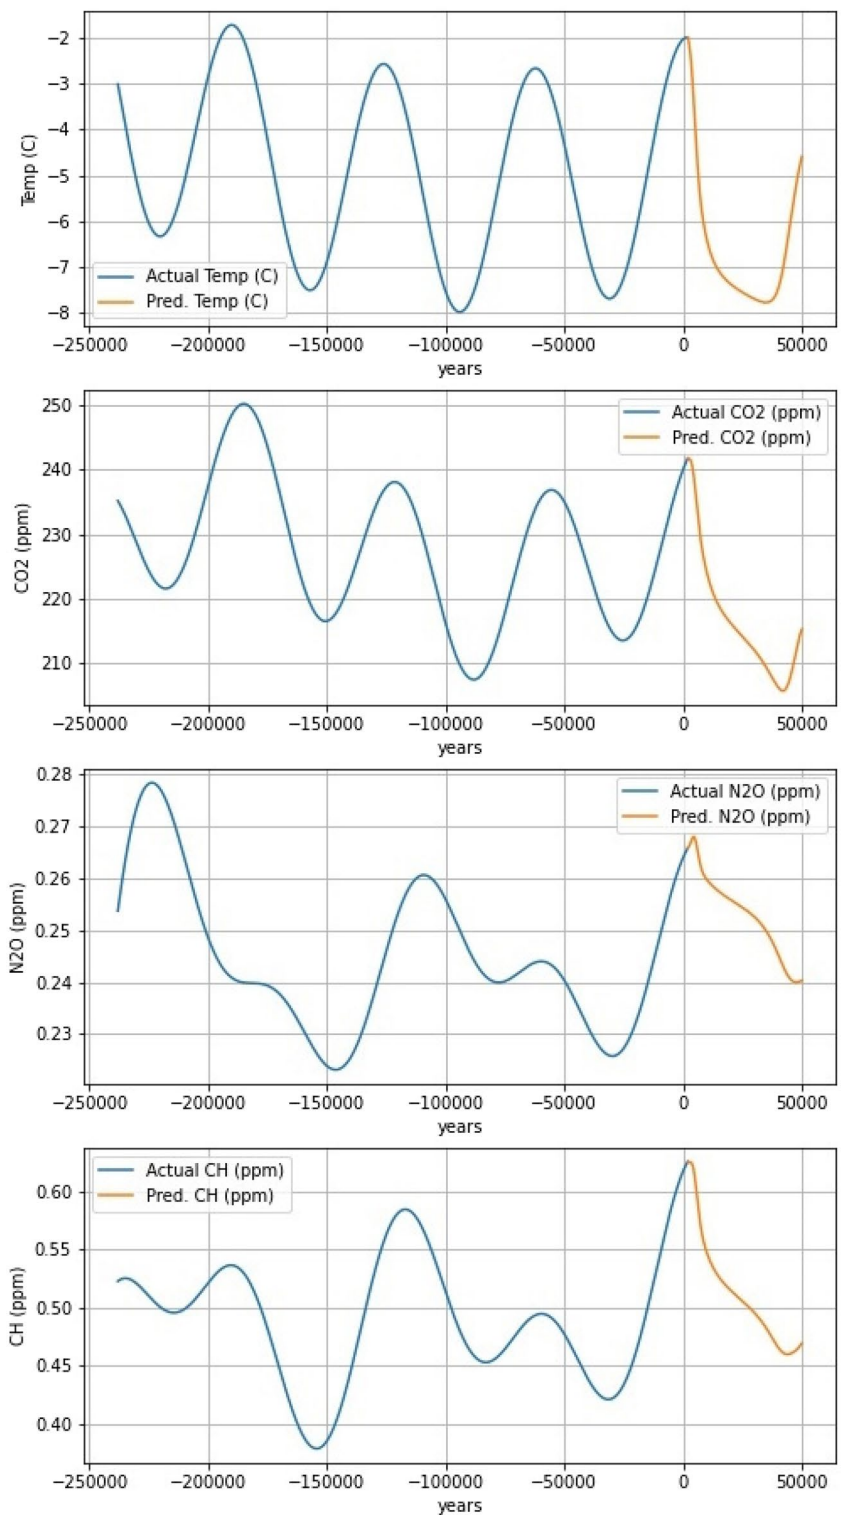 −2
−3
−4
−5
−6
−7
−8
Temp (C)
Actual Temp (C)
Pred. Temp (C)
−250000 −200000 −150000 −100000 −50000 0 50000
years
250
240
230
220
210
CO2 (ppm)
Actual CO2 (ppm)
Pred. CO2 (ppm)
−250000 −200000 −150000 −100000 −50000 0 50000
years
0.28
0.27
0.26
0.25
0.24
0.23
N2O (ppm)
Actual N2O (ppm)
Pred. N2O (ppm)
−250000 −200000 −150000 −100000 −50000 0 50000
years
0.60
0.55
0.50
0.45
0.40
CH (ppm)
Actual CH (ppm)
Pred. CH (ppm)
−250000 −200000 −150000 −100000 −50000 0 50000
years